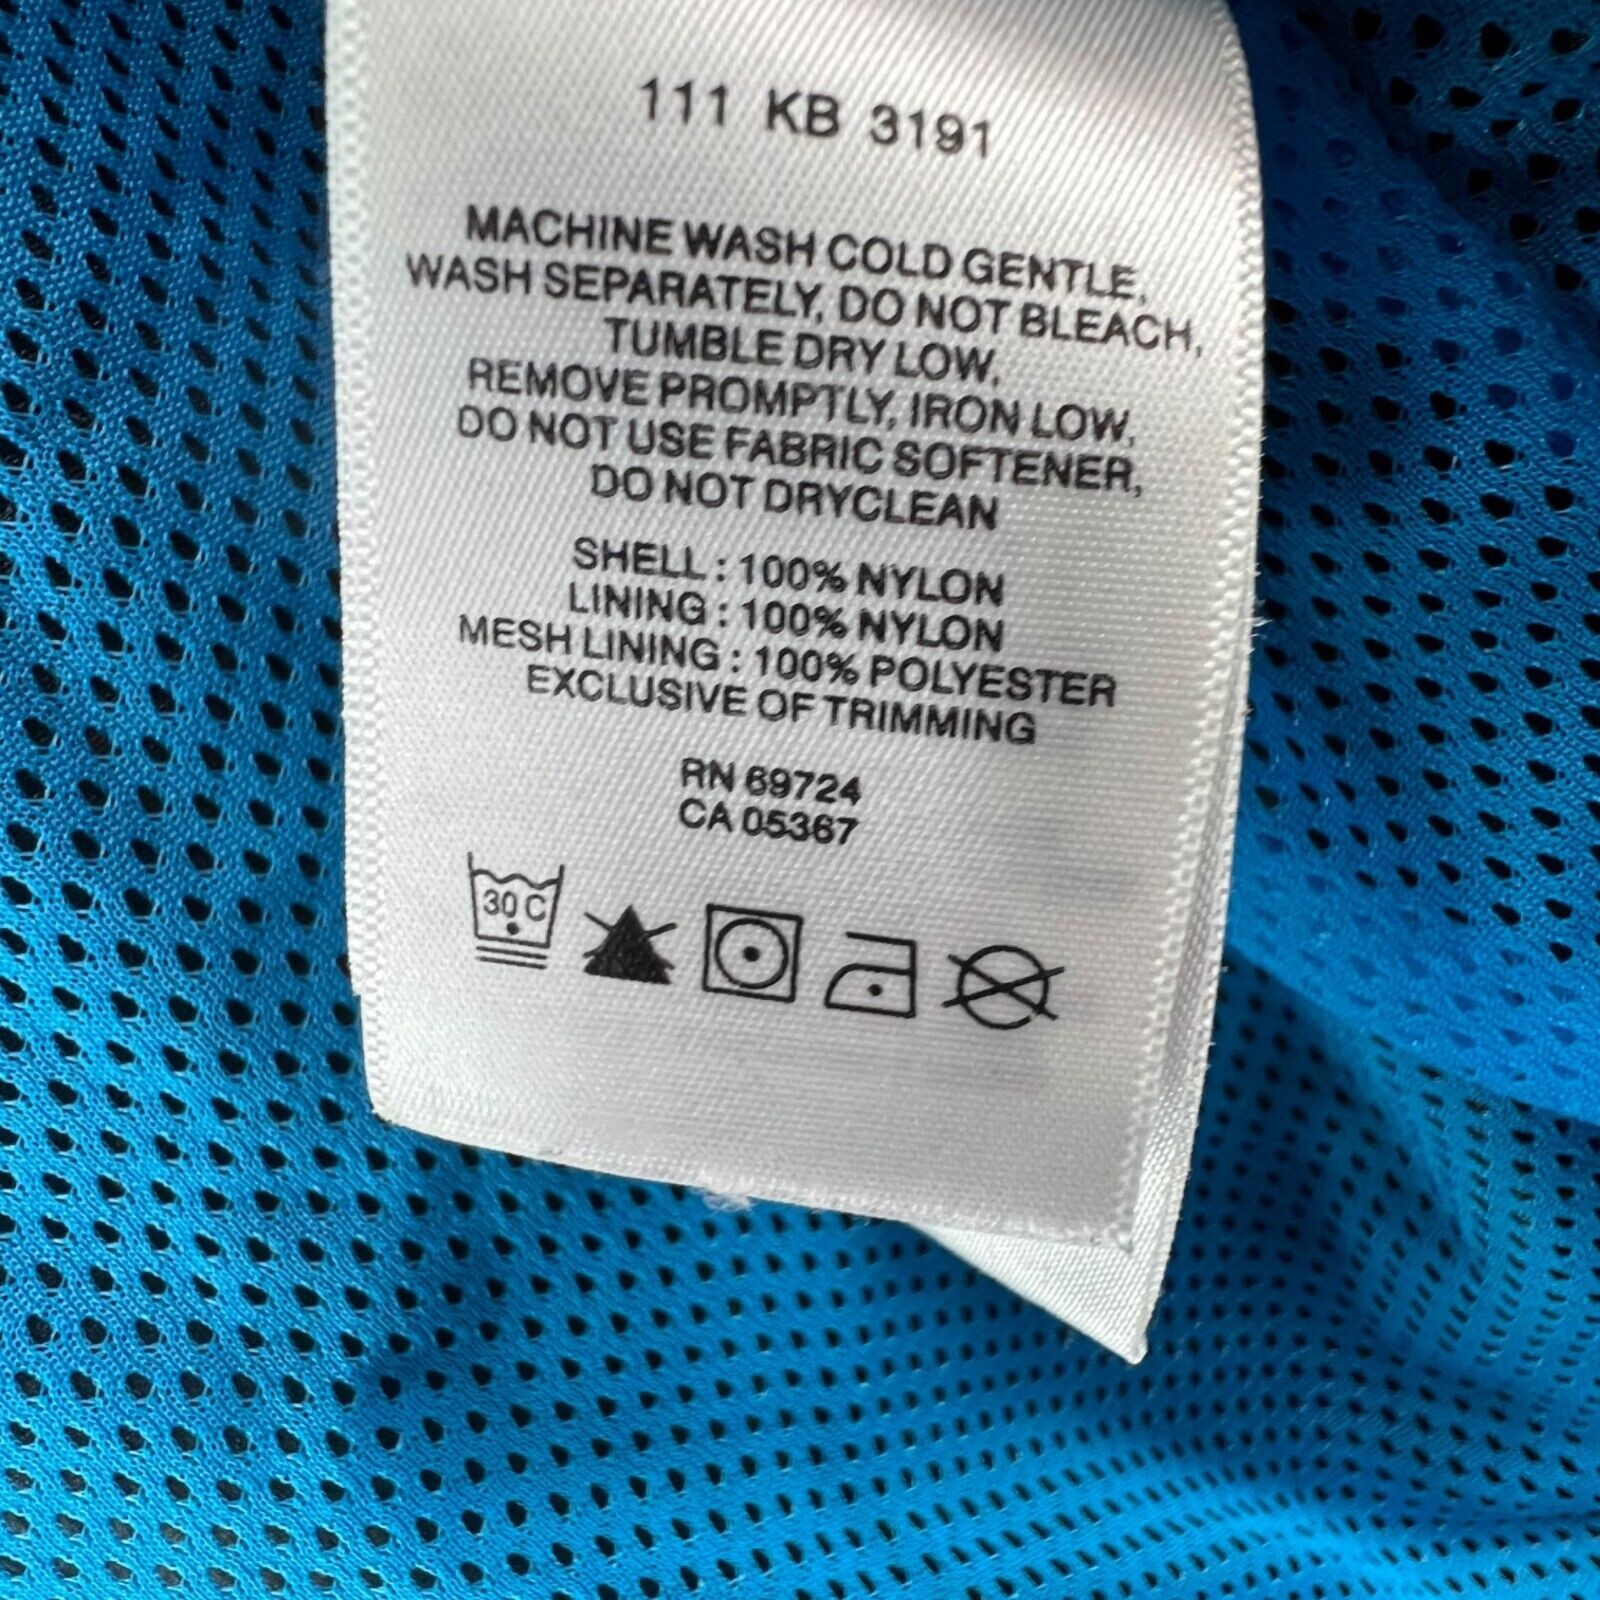 111 KB 3191
MACHINE WASH COLD GENTLE,
WASH SEPARATELY, DO NOT BLEACH,
TUMBLE DRY LOW,
REMOVE PROMPTLY, IRON LOW,
DO NOT USE FABRIC SOFTENER,
DO NOT DRYCLEAN
SHELL : 100% NYLON
LINING : 100% NYLON
MESH LINING : 100% POLYESTER
EXCLUSIVE OF TRIMMING
RN 69724
CA 05367
30 C